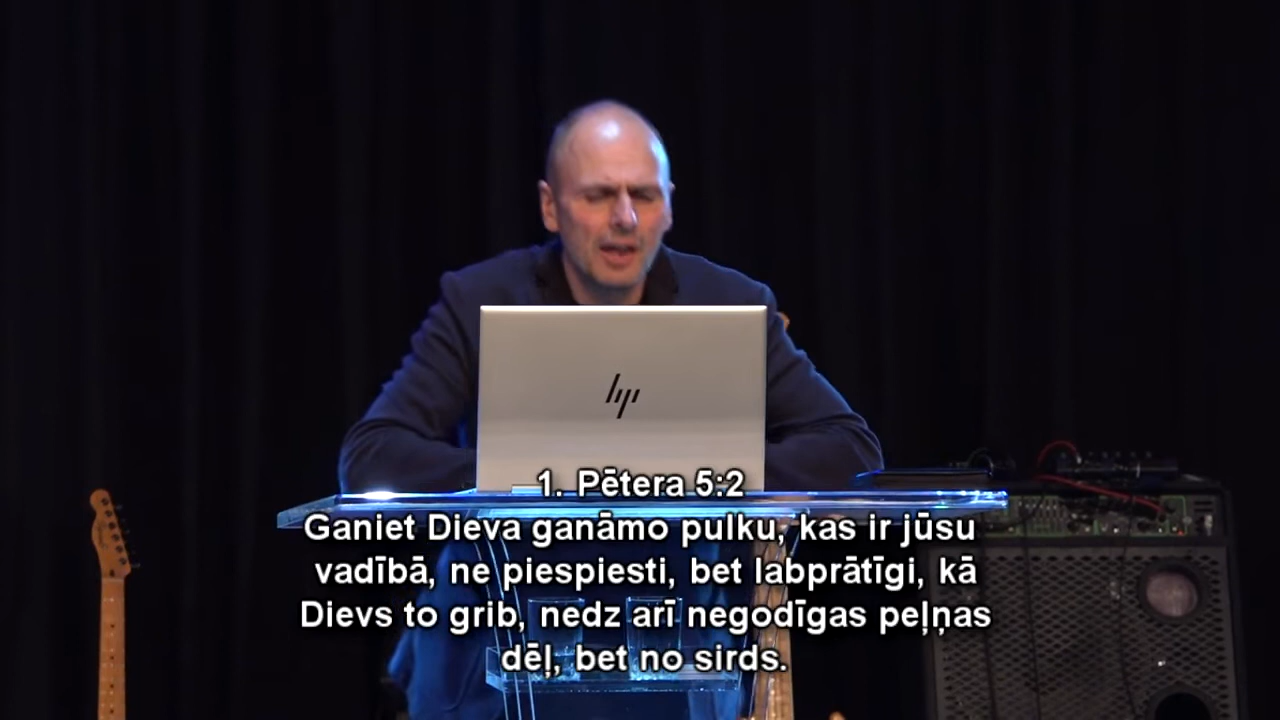 1. Pētera 5:2
Ganiet Dieva ganāmo pulku, kas ir jūsu
vadībā, ne piespiesti, bet labprātīgi, kā
Dievs to grib, nedz arī negodīgas peļņas
dēļ, bet no sirds.
hp